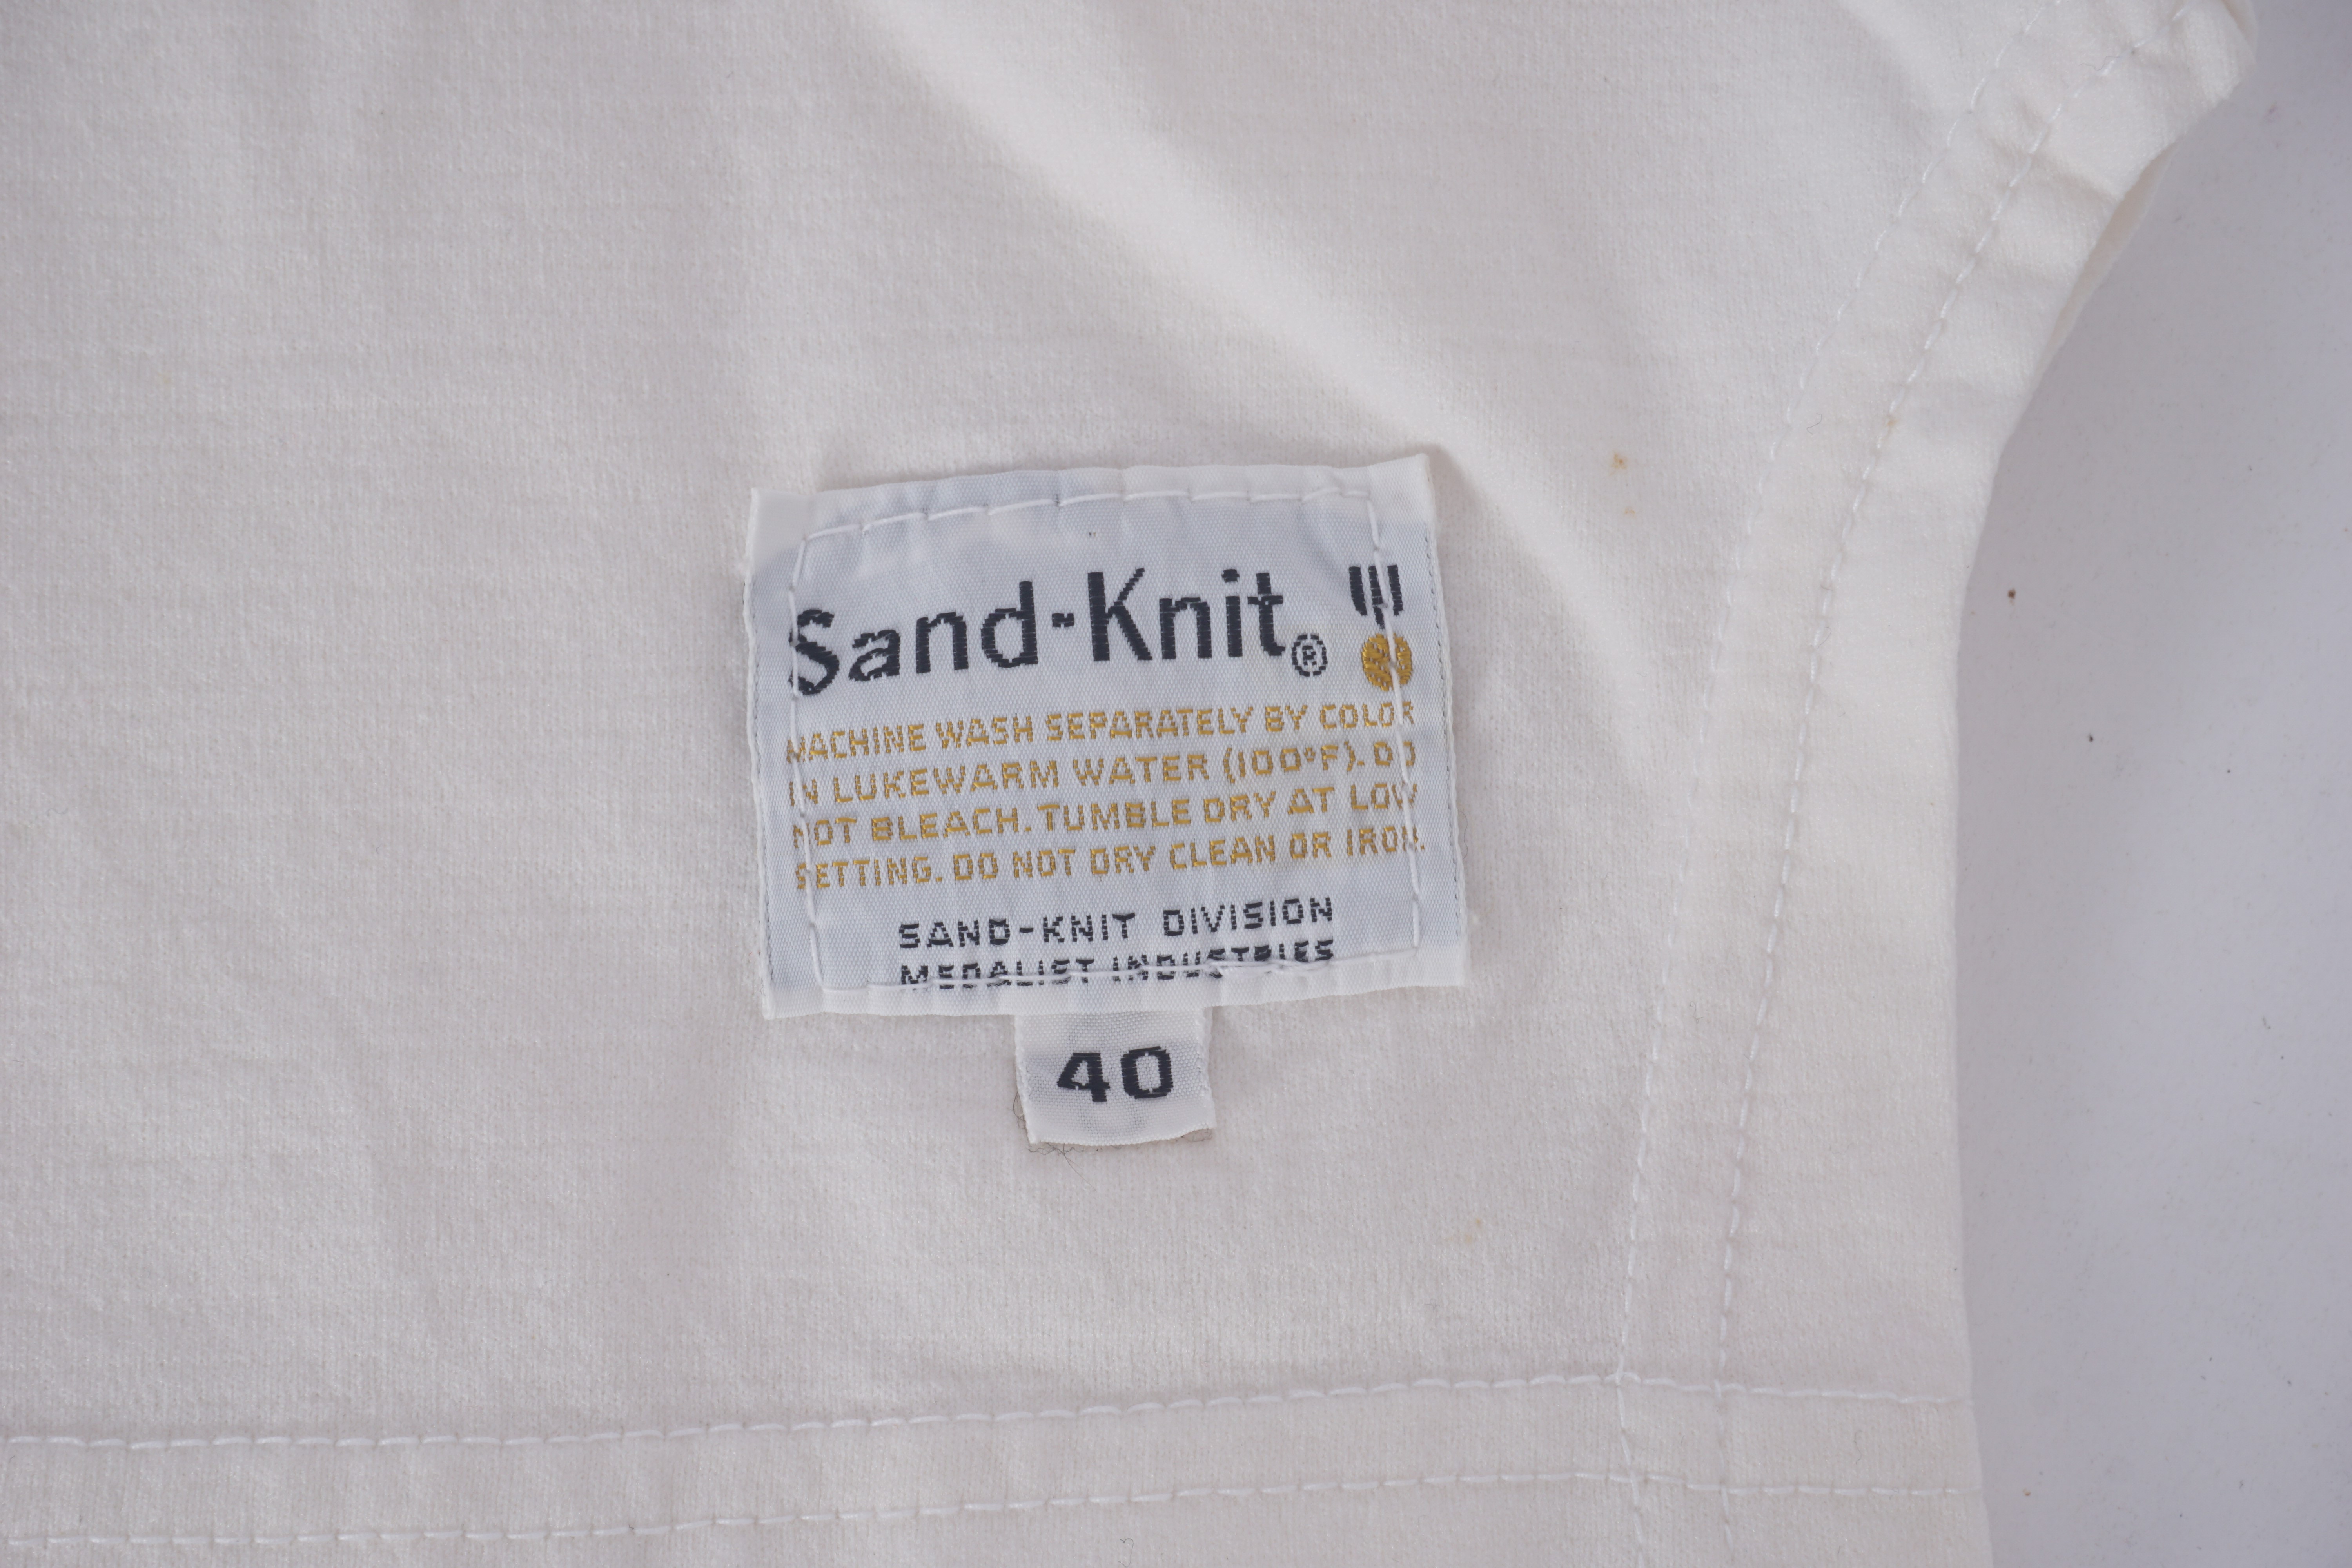 Sand-Knit®
MACHINE WASH SEPARATELY BY COLOR
IN LUKEWARM WATER (100°F). DO
NOT BLEACH. TUMBLE DRY AT LOW
SETTING. DO NOT DRY CLEAN OR IRON.
SAND-KNIT DIVISION
MEDALIST INDUSTRIES
40